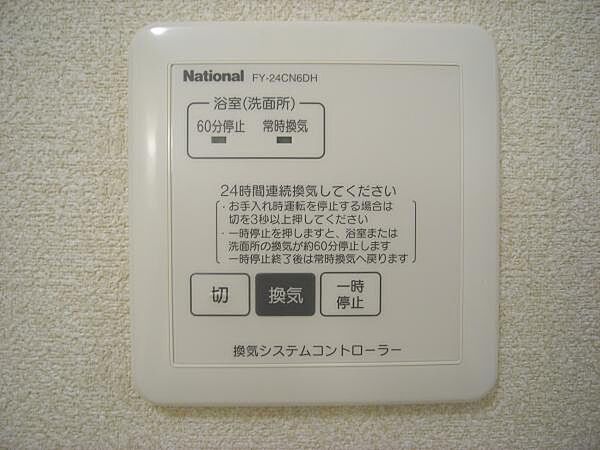 National FY-24CN6DH
浴室(洗面所)
60分停止 常時換気
24時間連続換気してください
・お手入れ時運転を停止する場合は
切を3秒以上押してください
・一時停止を押しますと、浴室または
洗面所の換気が約60分停止します
一時停止終了後は常時換気へ戻ります
切 換気 一時
停止
換気システムコントローラー